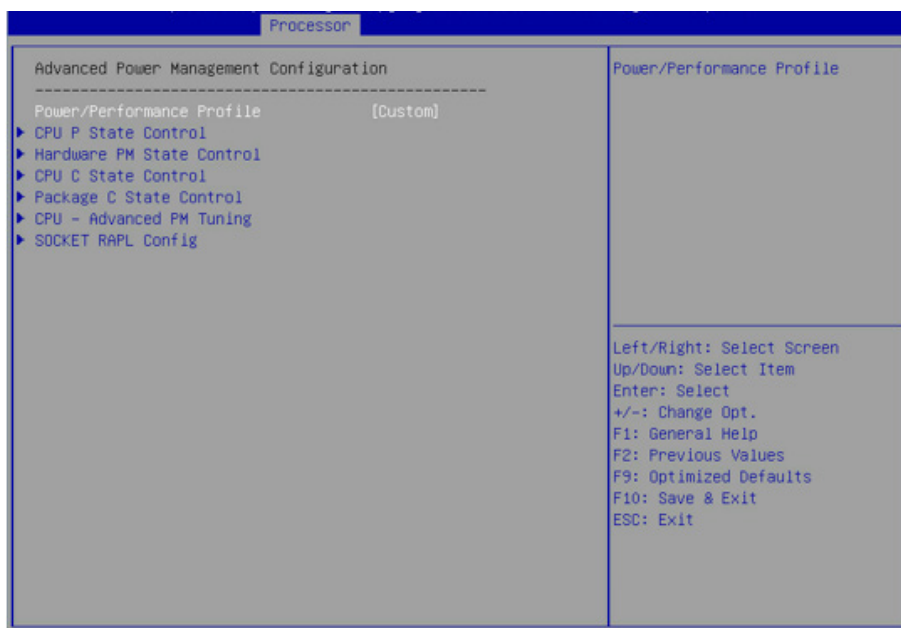 Processor
Advanced Power Management Configuration
--------------------------------------------------
Power/Performance Profile [Custom]
CPU P State Control
Hardware PM State Control
CPU C State Control
Package C State Control
CPU - Advanced PM Tuning
SOCKET RAPL Config
Power/Performance Profile
Left/Right: Select Screen
Up/Down: Select Item
Enter: Select
+/-: Change Opt.
F1: General Help
F2: Previous Values
F9: Optimized Defaults
F10: Save & Exit
ESC: Exit